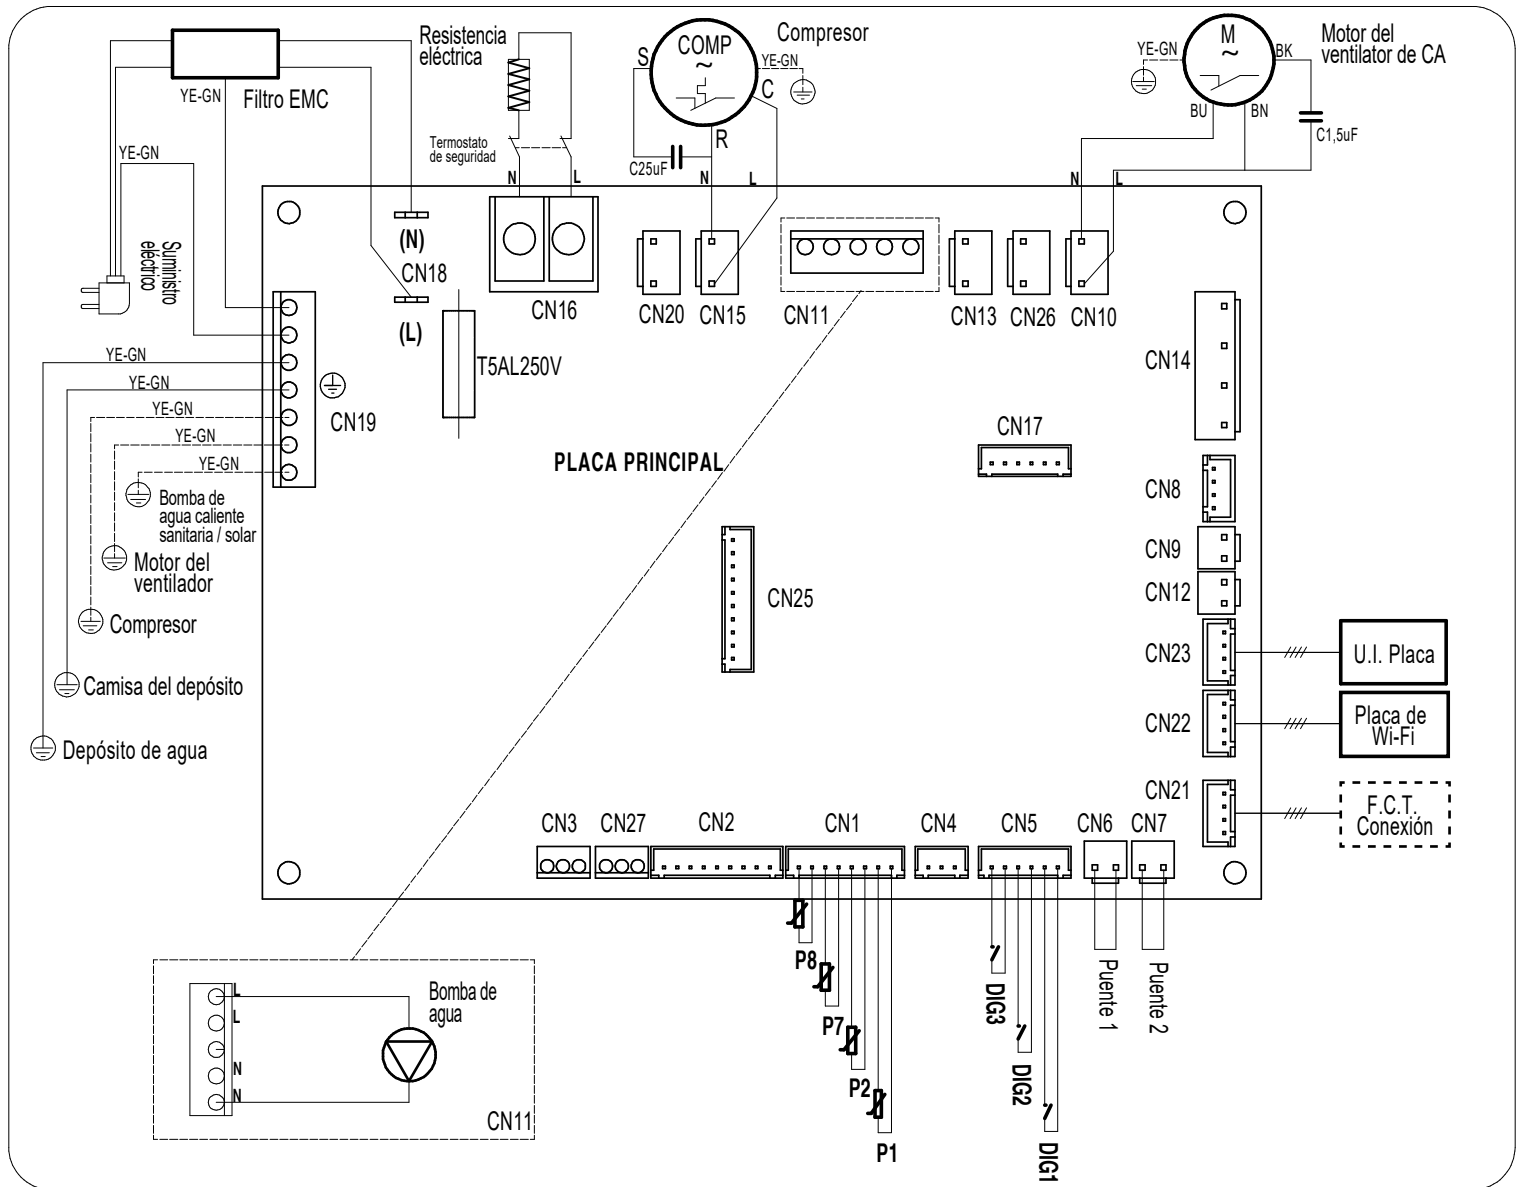 Resistencia
eléctrica
COMP
~
Compresor
S
YE-GN
C
R
C25uF
M
~
Motor del
ventilator de CA
YE-GN
BK
BU
BN
C1,5uF
Filtro EMC
YE-GN
YE-GN
Termostato
de seguridad
N
L
N
L
N
L
Suministro
eléctrico
(N)
CN18
(L)
CN16
CN20
CN15
CN11
CN13
CN26
CN10
T5AL250V
CN14
YE-GN
YE-GN
YE-GN
YE-GN
YE-GN
CN19
CN17
PLACA PRINCIPAL
CN8
Bomba de
agua caliente
sanitaria / solar
Motor del
ventilador
Compresor
Camisa del depósito
Depósito de agua
CN9
CN12
CN25
CN23
U.I. Placa
CN22
Placa de
Wi-Fi
CN21
F.C.T.
Conexión
CN3
CN27
CN2
CN1
CN4
CN5
CN6
CN7
P8
P7
P2
P1
DIG3
DIG2
DIG1
Puente 1
Puente 2
L
L
N
N
Bomba de
agua
CN11